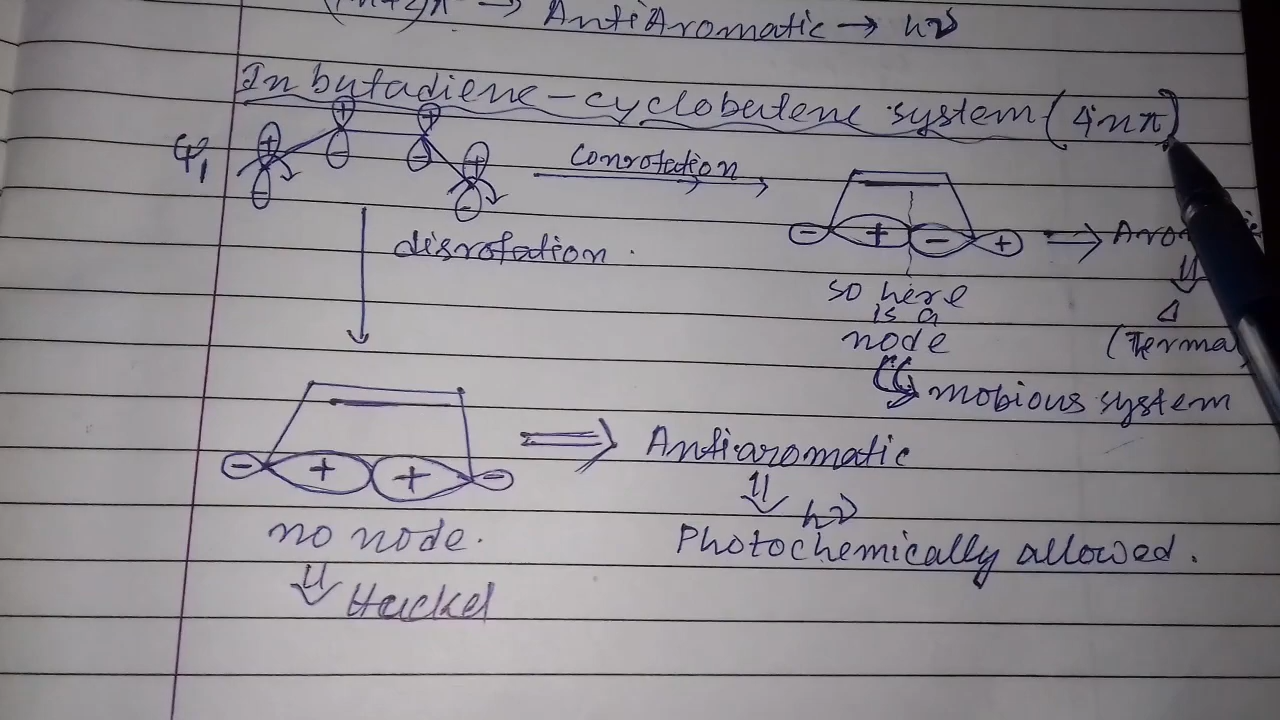 AntiAromatic → hν
In butadiene-cyclobutene system (4nπ)
Ψ₁
Conrotation
disrotation.
- + - +
so here
is a
node
Δ
(Terma
mobious system
- + + -
Antiaromatic
hν
Photochemically allowed.
no node.
Huckel